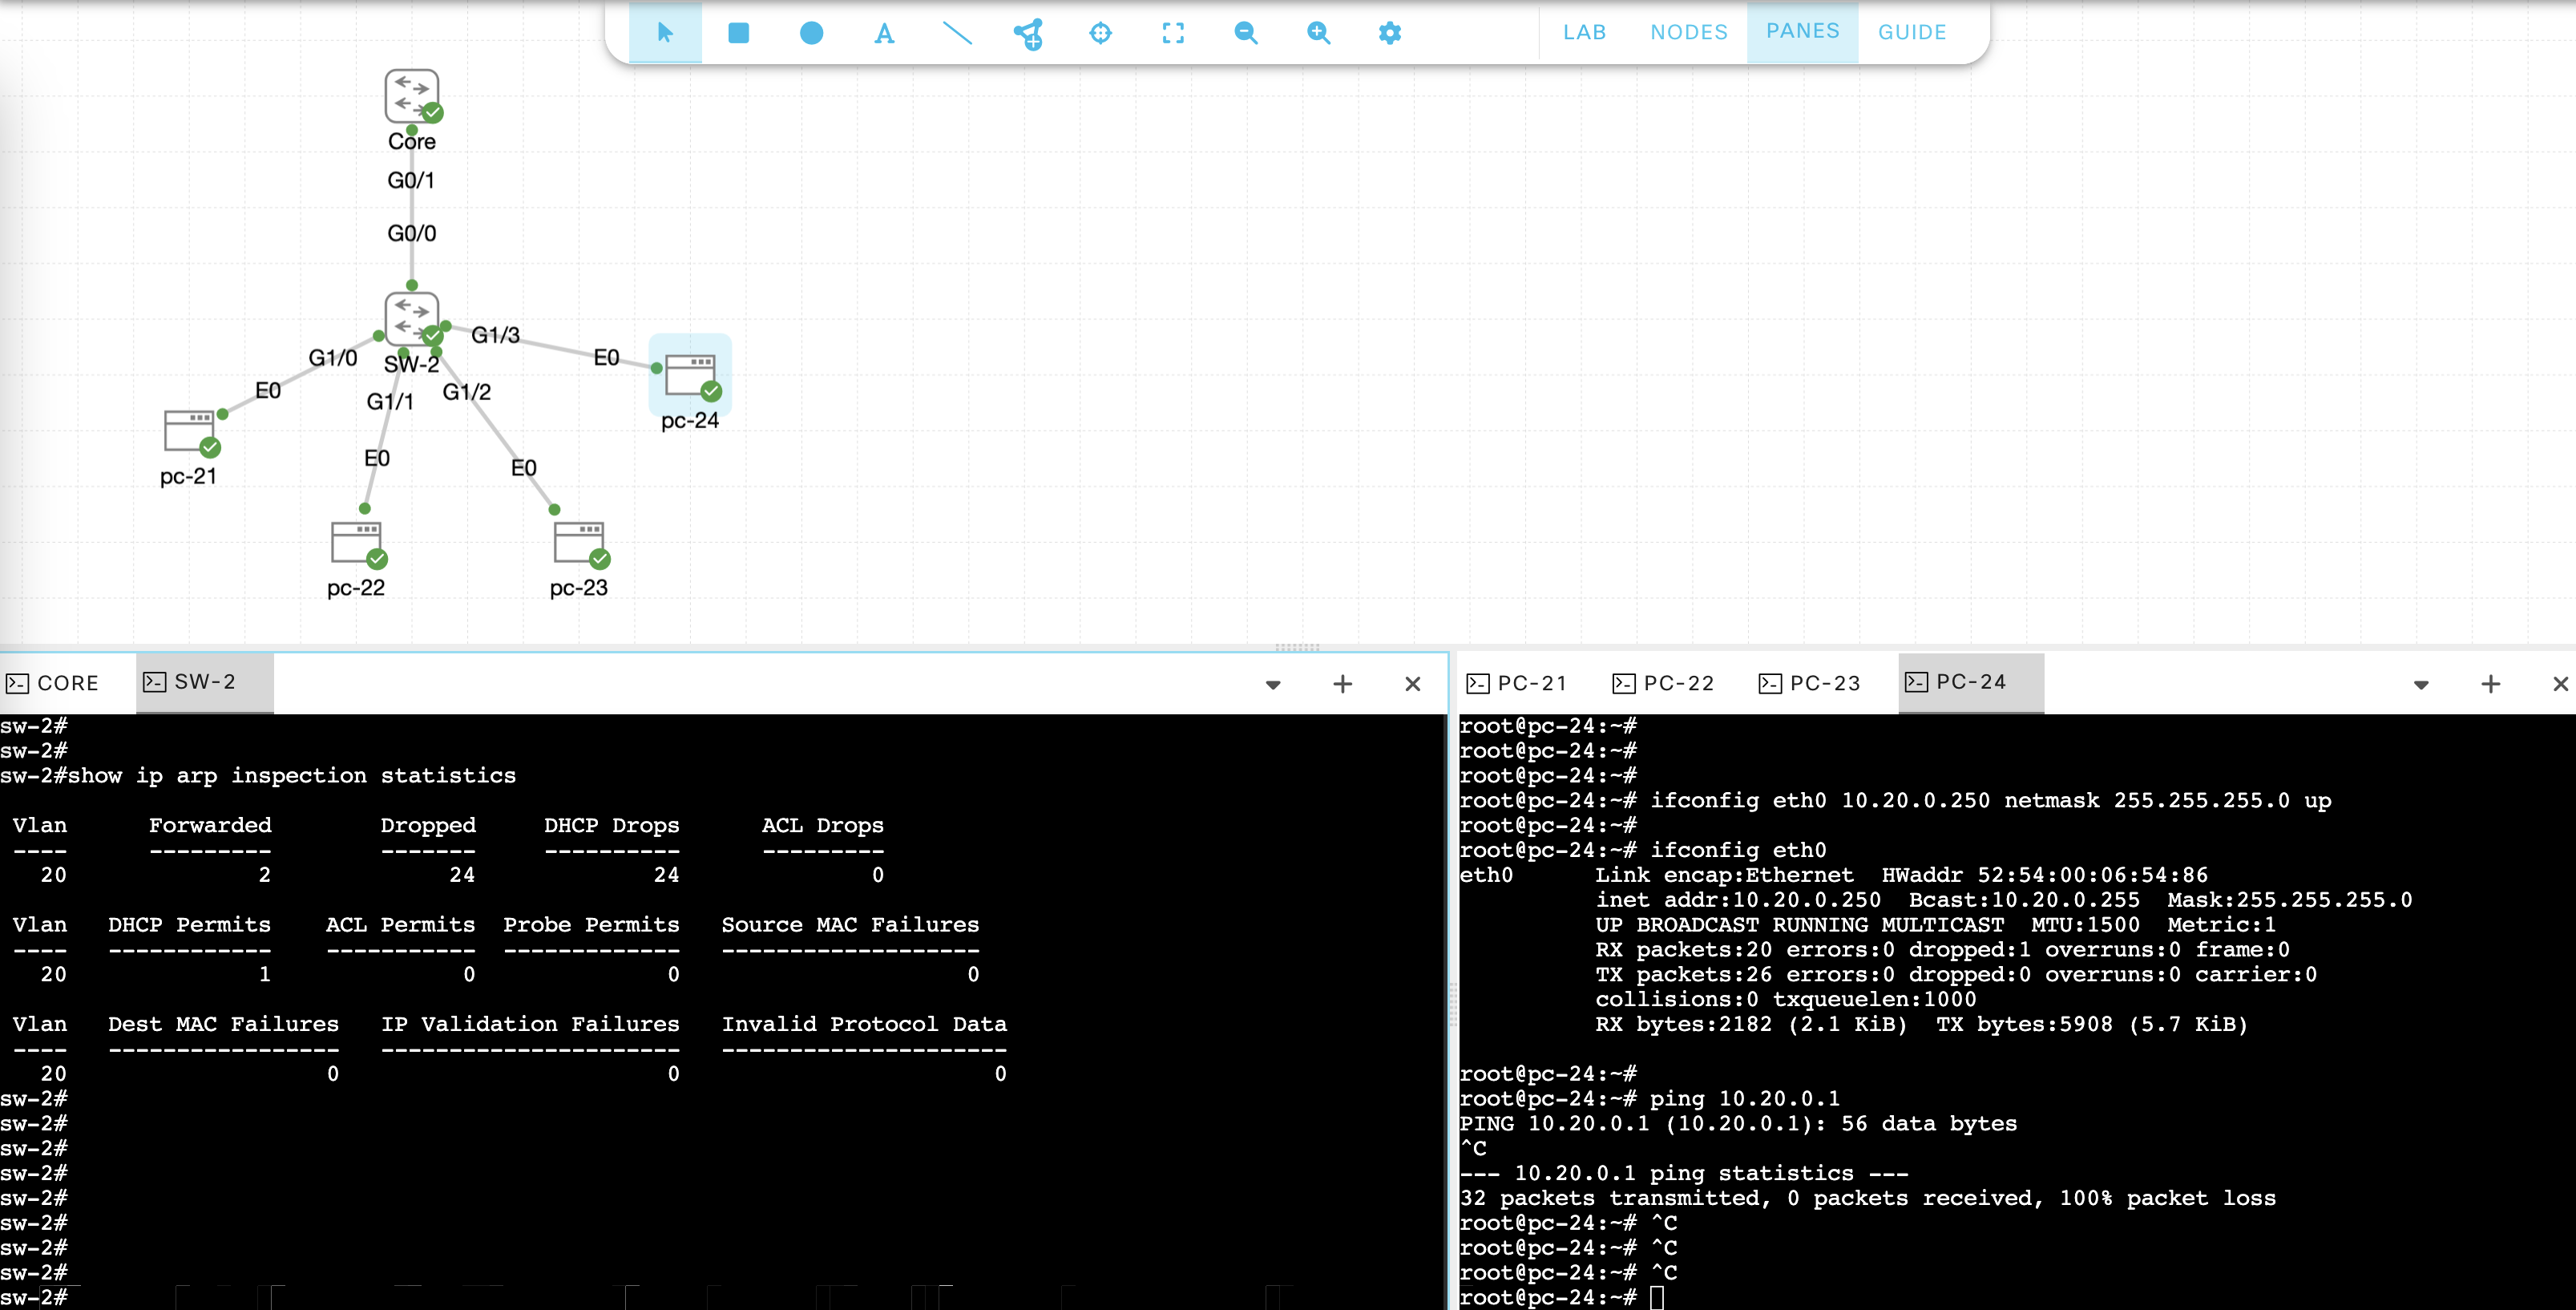 A
LAB NODES PANES GUIDE
Core
G0/1
G0/0
G1/3
E0
G1/0
SW-2
E0
G1/1
G1/2
pc-24
E0
E0
pc-21
pc-22
pc-23
CORE SW-2
sw-2#
sw-2#
sw-2#show ip arp inspection statistics
Vlan Forwarded Dropped DHCP Drops ACL Drops
---- --------- ------- ---------- ---------
20 2 24 24 0
Vlan DHCP Permits ACL Permits Probe Permits Source MAC Failures
---- ------------ ----------- ------------- -------------------
20 1 0 0 0
Vlan Dest MAC Failures IP Validation Failures Invalid Protocol Data
---- ----------------- ---------------------- ---------------------
20 0 0 0
sw-2#
sw-2#
sw-2#
sw-2#
sw-2#
sw-2#
sw-2#
sw-2#
sw-2#
PC-21 PC-22 PC-23 PC-24
root@pc-24:~#
root@pc-24:~#
root@pc-24:~#
root@pc-24:~# ifconfig eth0 10.20.0.250 netmask 255.255.255.0 up
root@pc-24:~#
root@pc-24:~# ifconfig eth0
eth0 Link encap:Ethernet HWaddr 52:54:00:06:54:86
inet addr:10.20.0.250 Bcast:10.20.0.255 Mask:255.255.255.0
UP BROADCAST RUNNING MULTICAST MTU:1500 Metric:1
RX packets:20 errors:0 dropped:1 overruns:0 frame:0
TX packets:26 errors:0 dropped:0 overruns:0 carrier:0
collisions:0 txqueuelen:1000
RX bytes:2182 (2.1 KiB) TX bytes:5908 (5.7 KiB)
root@pc-24:~#
root@pc-24:~# ping 10.20.0.1
PING 10.20.0.1 (10.20.0.1): 56 data bytes
^C
--- 10.20.0.1 ping statistics ---
32 packets transmitted, 0 packets received, 100% packet loss
root@pc-24:~# ^C
root@pc-24:~# ^C
root@pc-24:~# ^C
root@pc-24:~#